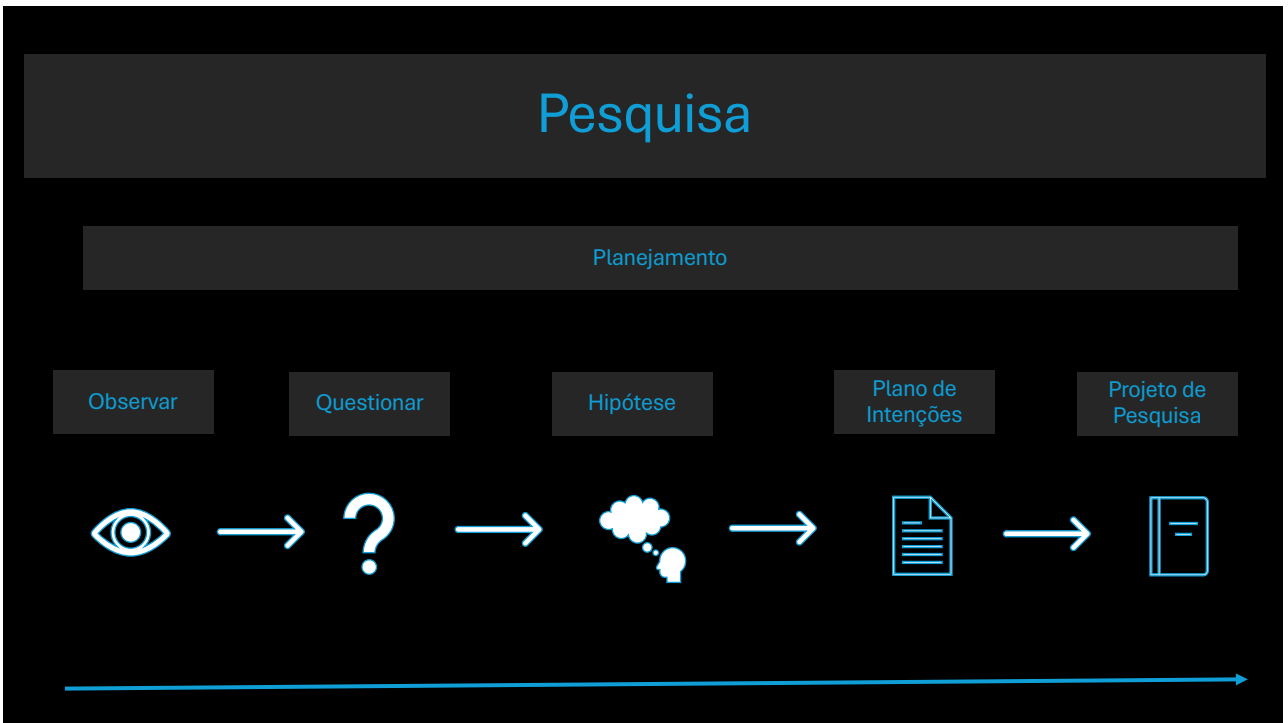 Pesquisa
Planejamento
Observar
Questionar
Hipótese
Plano de
Intenções
Projeto de
Pesquisa